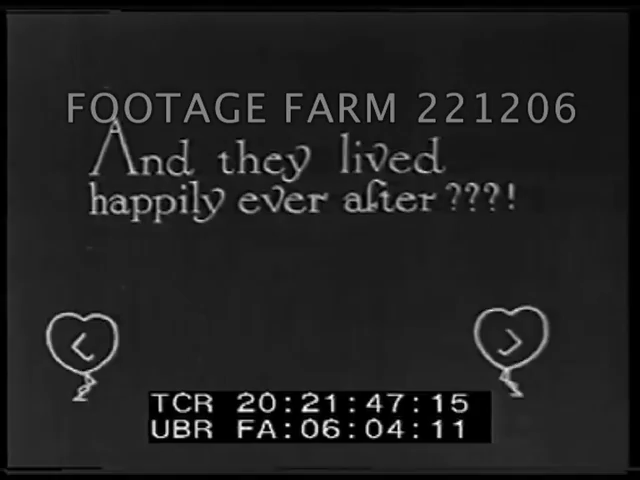 FOOTAGE FARM 221206
And they lived
happily ever after ???!
TCR 20:21:47:15
UBR FA:06:04:11